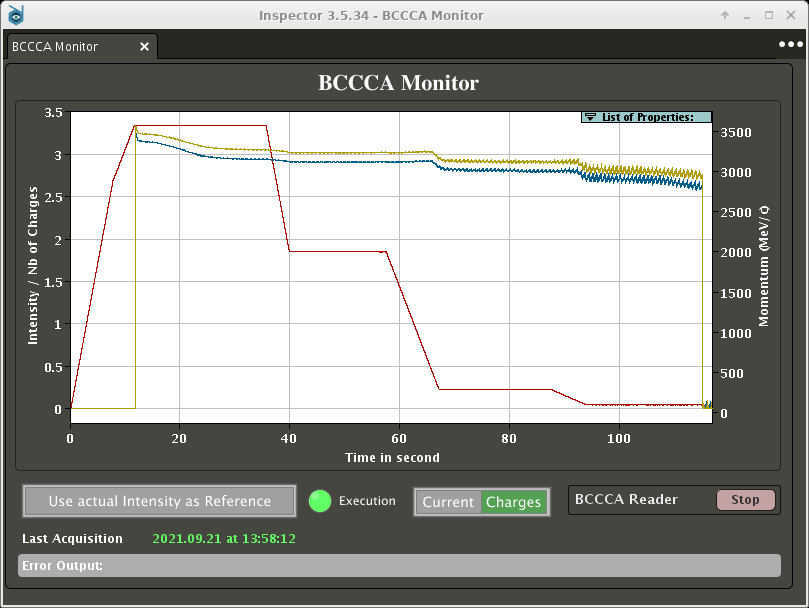 Inspector 3.5.34 - BCCCA Monitor
BCCCA Monitor
BCCCA Monitor
List of Properties:
3.5
3
2.5
2
1.5
1
0.5
0
Intensity / Nb of Charges
3500
3000
2500
2000
1500
1000
500
0
Momentum (MeV/c)
0
20
40
60
80
100
Time in second
Use actual Intensity as Reference
Execution
Current
Charges
BCCCA Reader
Stop
Last Acquisition
2021.09.21 at 13:58:12
Error Output: